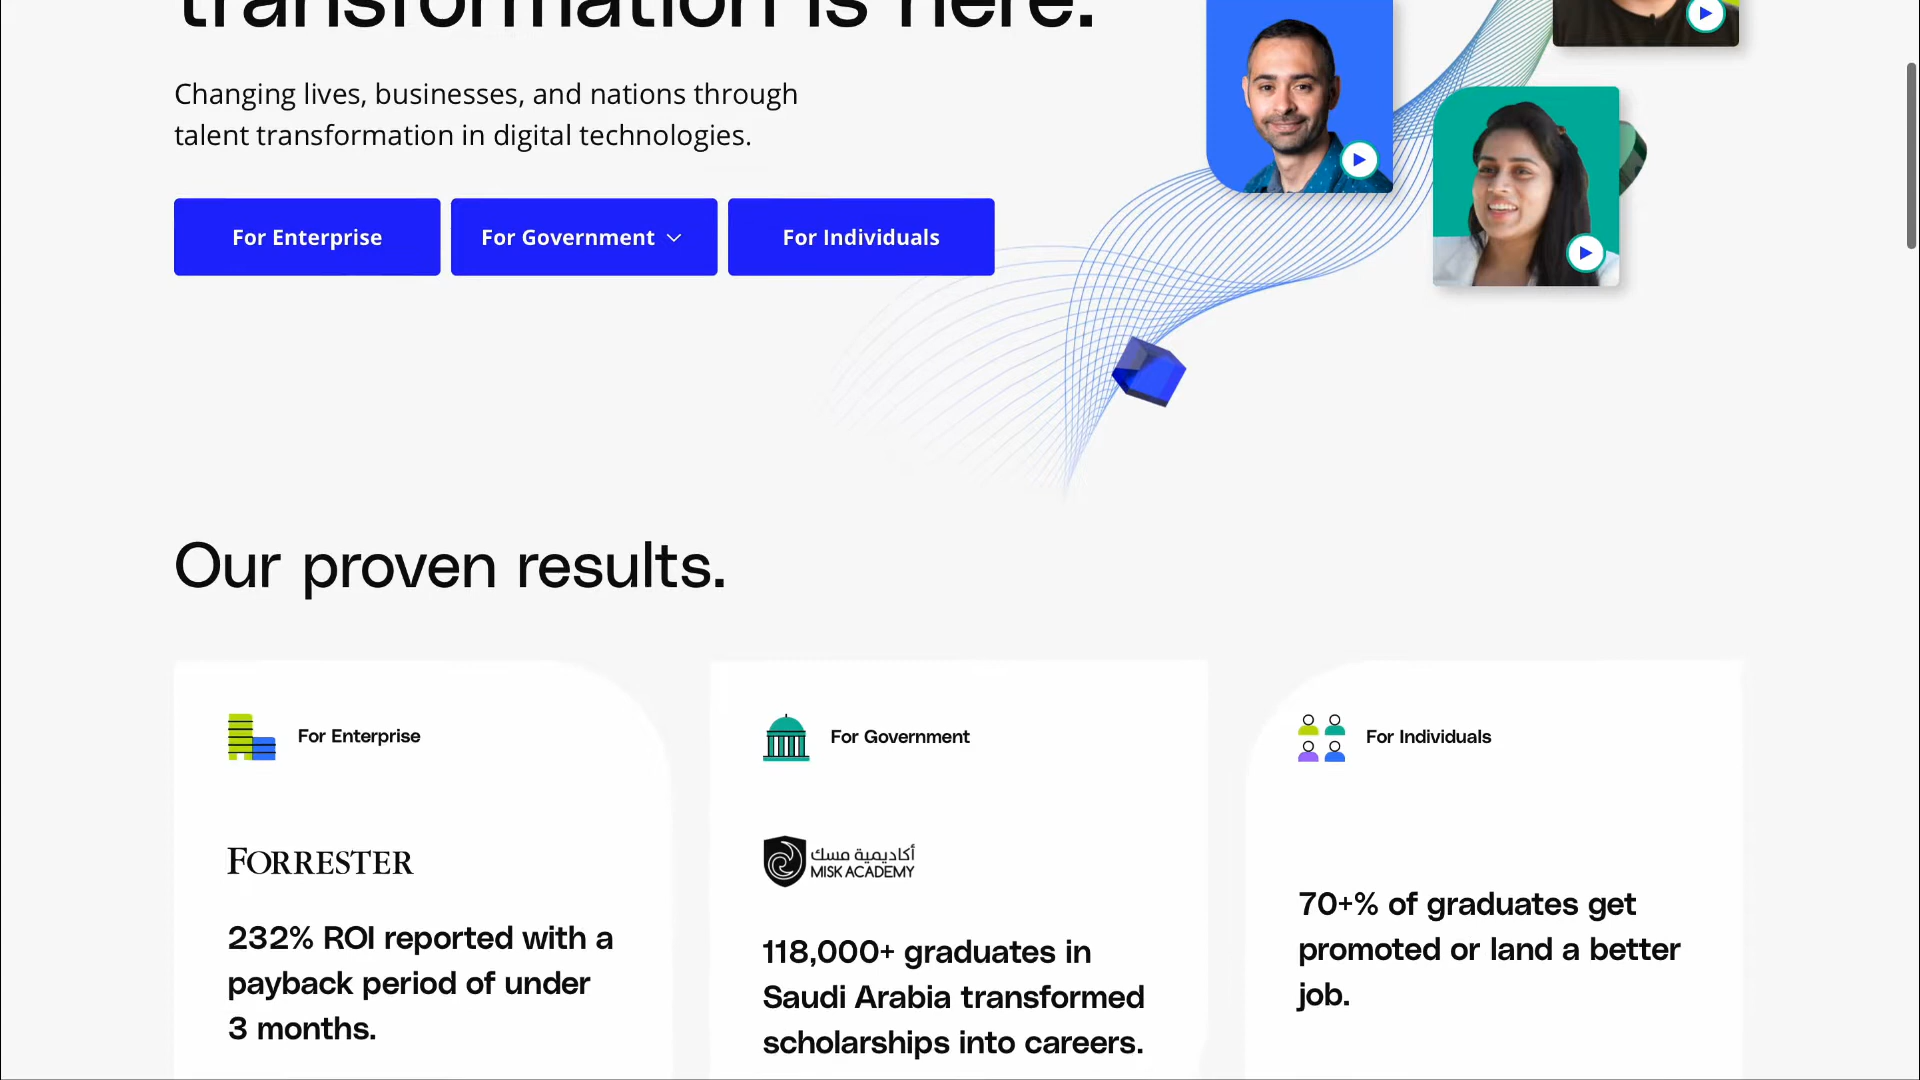 transformation is here.
Changing lives, businesses, and nations through
talent transformation in digital technologies.
For Enterprise
For Government
For Individuals
Our proven results.
For Enterprise
FORRESTER
232% ROI reported with a
payback period of under
3 months.
For Government
أكاديمية مسك
MISK ACADEMY
118,000+ graduates in
Saudi Arabia transformed
scholarships into careers.
For Individuals
70+% of graduates get
promoted or land a better
job.